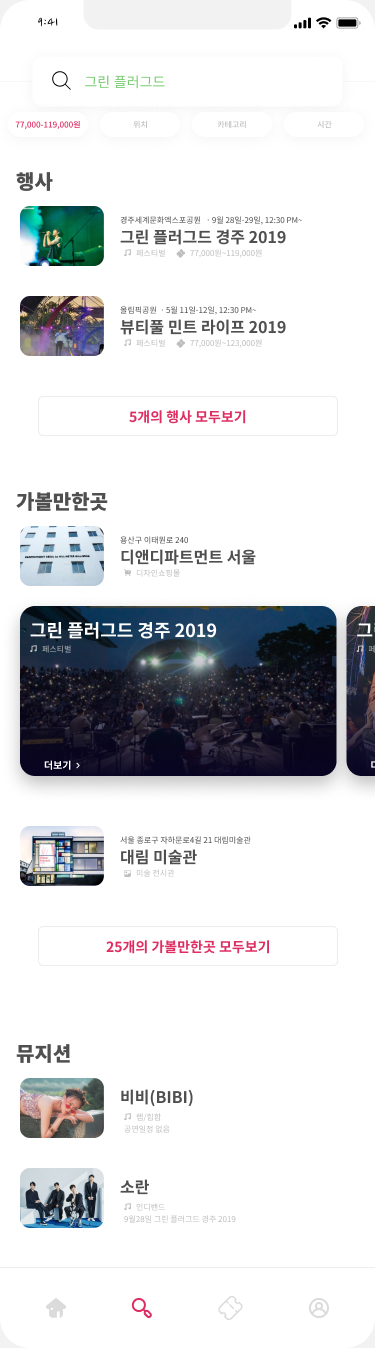 9:41
그린 플러그드
77,000-119,000원
위치
카테고리
시간
행사
경주세계문화엑스포공원 · 9월 28일-29일, 12:30 PM~
그린 플러그드 경주 2019
페스티벌 77,000원~119,000원
올림픽공원 · 5월 11일-12일, 12:30 PM~
뷰티풀 민트 라이프 2019
페스티벌 77,000원~123,000원
5개의 행사 모두보기
가볼만한곳
용산구 이태원로 240
디앤디파트먼트 서울
디자인쇼핑몰
그린 플러그드 경주 2019
페스티벌
더보기 >
서울 종로구 자하문로4길 21 대림미술관
대림 미술관
미술 전시관
25개의 가볼만한곳 모두보기
뮤지션
비비(BIBI)
랩/힙합
공연일정 없음
소란
인디밴드
9월28일 그린 플러그드 경주 2019